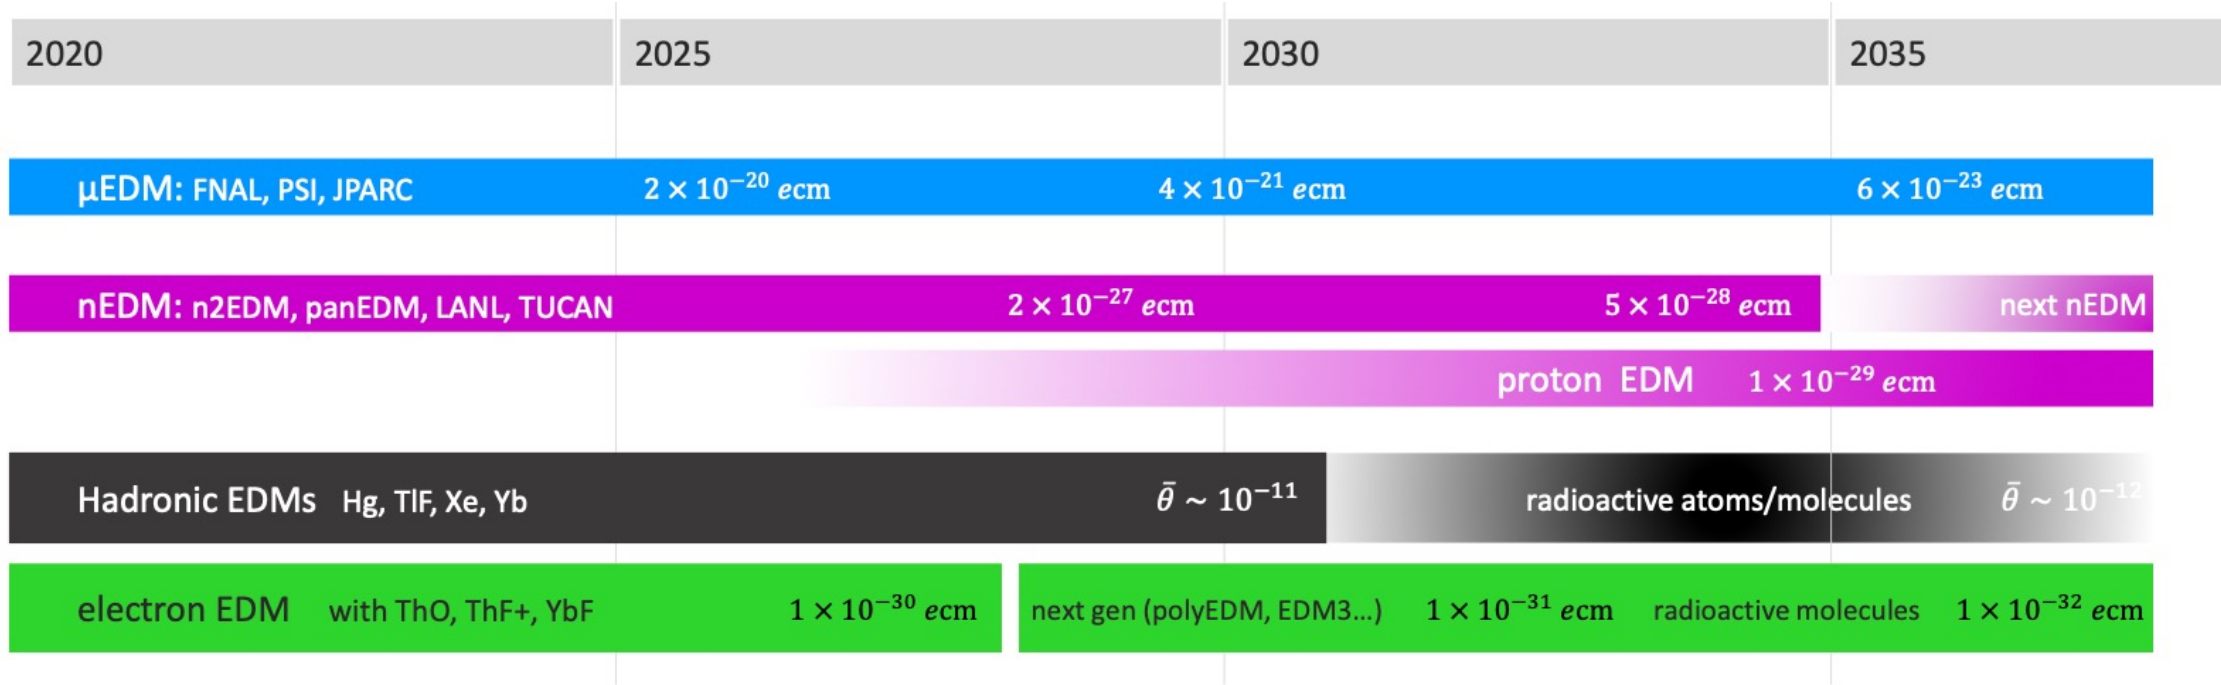 2020 2025 2030 2035
μEDM: FNAL, PSI, JPARC 2 × 10⁻²⁰ ecm 4 × 10⁻²¹ ecm 6 × 10⁻²³ ecm
nEDM: n2EDM, panEDM, LANL, TUCAN 2 × 10⁻²⁷ ecm 5 × 10⁻²⁸ ecm next nEDM
proton EDM 1 × 10⁻²⁹ ecm
Hadronic EDMs Hg, TlF, Xe, Yb θ̄ ~ 10⁻¹¹ radioactive atoms/molecules θ̄ ~ 10⁻¹²
electron EDM with ThO, ThF+, YbF 1 × 10⁻³⁰ ecm next gen (polyEDM, EDM3...) 1 × 10⁻³¹ ecm radioactive molecules 1 × 10⁻³² ecm